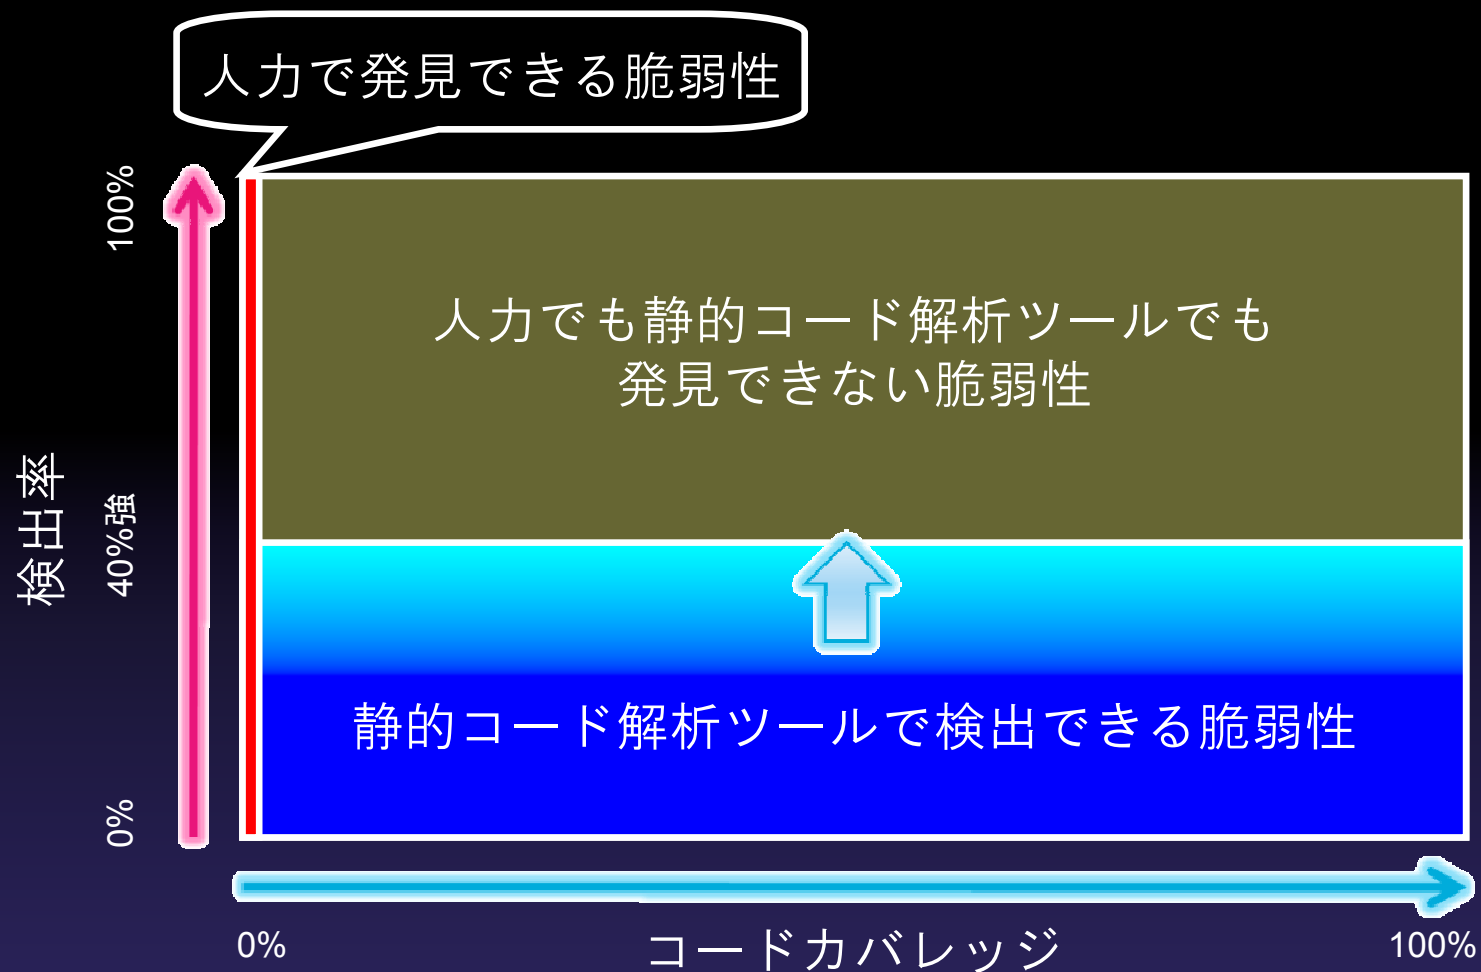 人力で発見できる脆弱性
100%
人力でも静的コード解析ツールでも
発見できない脆弱性
検出率
40%強
静的コード解析ツールで検出できる脆弱性
0%
0%
コードカバレッジ
100%